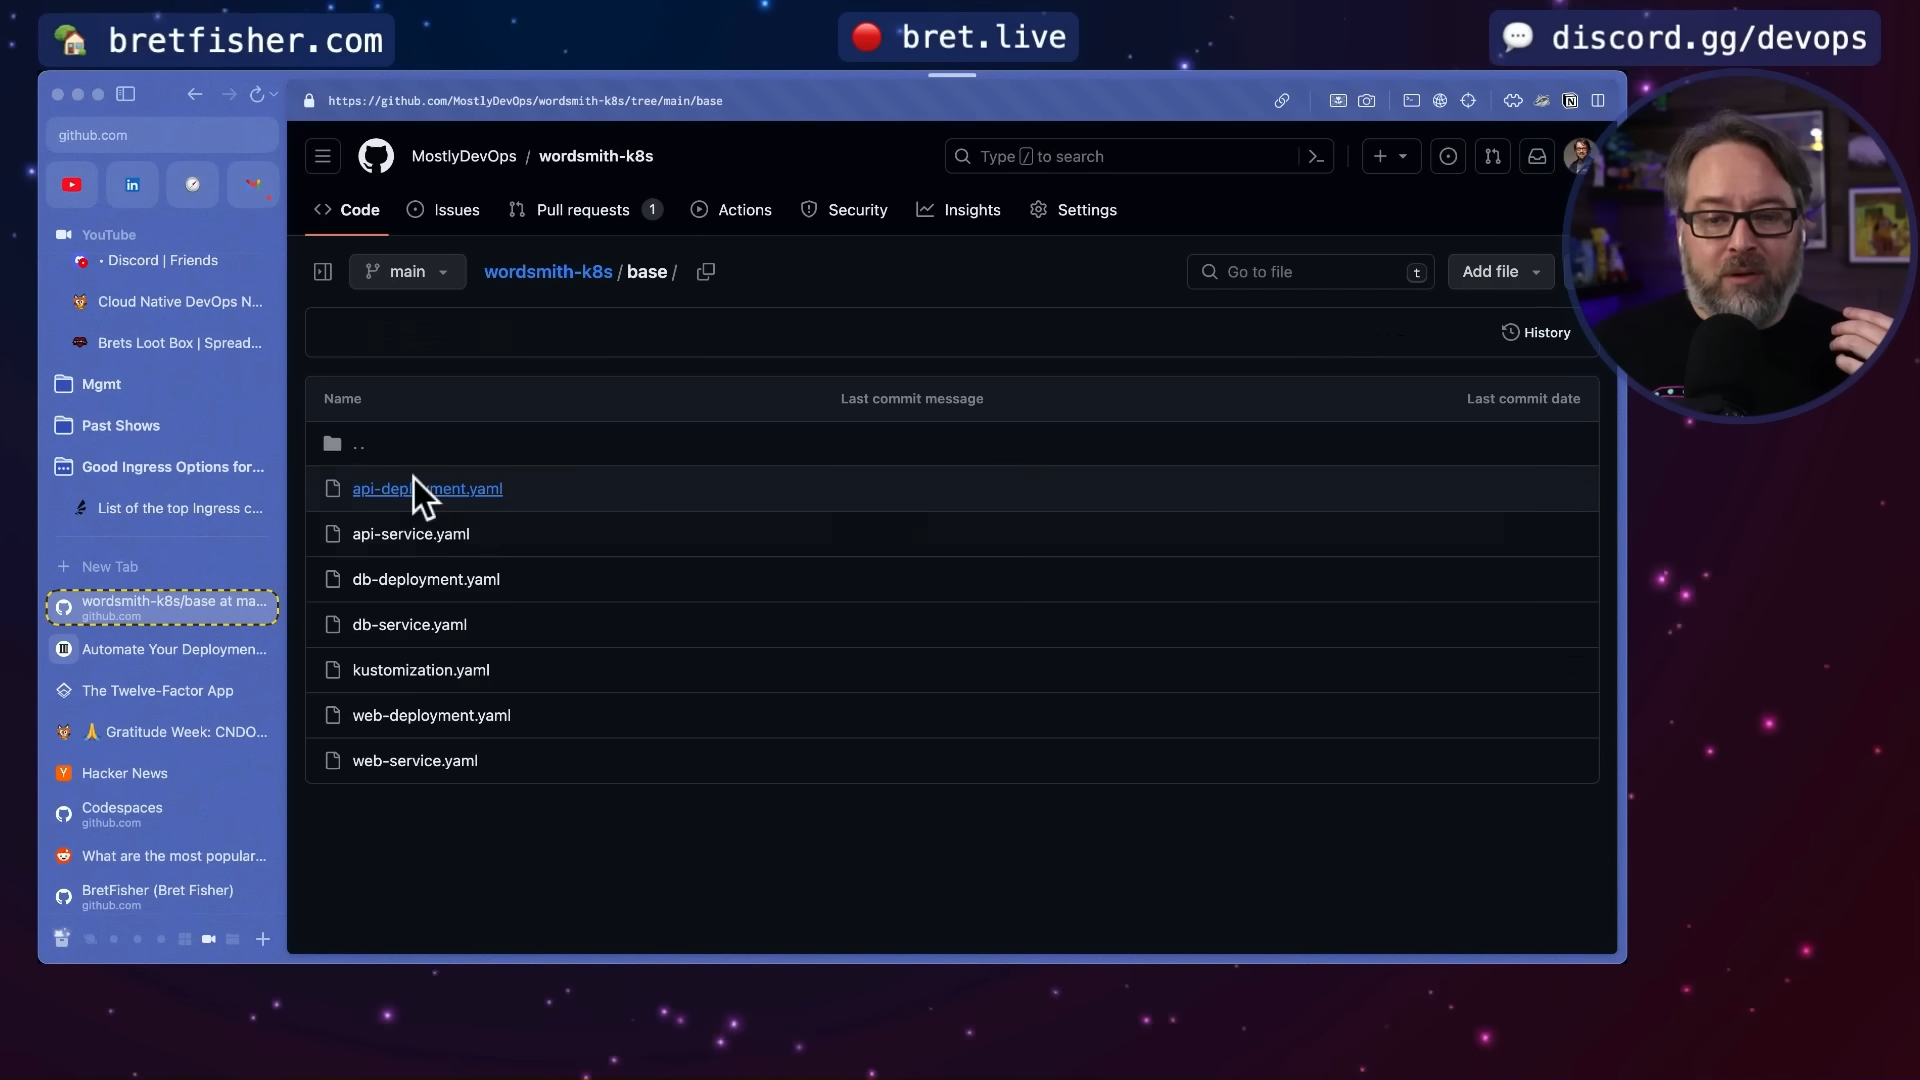 bretfisher.com
bret.live
discord.gg/devops
https://github.com/MostlyDevOps/wordsmith-k8s/tree/main/base
github.com
MostlyDevOps / wordsmith-k8s
Type / to search
Code
Issues
Pull requests 1
Actions
Security
Insights
Settings
YouTube
• Discord | Friends
Cloud Native DevOps N...
Brets Loot Box | Spread...
Mgmt
Past Shows
Good Ingress Options for...
List of the top Ingress c...
New Tab
wordsmith-k8s/base at ma...
github.com
Automate Your Deploymen...
The Twelve-Factor App
Gratitude Week: CNDO...
Hacker News
Codespaces
github.com
What are the most popular...
BretFisher (Bret Fisher)
github.com
main
wordsmith-k8s / base /
Go to file t
Add file
History
Name Last commit message Last commit date
..
api-deployment.yaml
api-service.yaml
db-deployment.yaml
db-service.yaml
kustomization.yaml
web-deployment.yaml
web-service.yaml